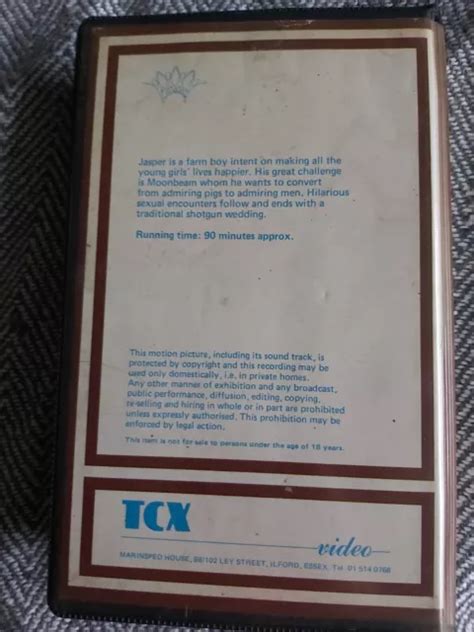 Jasper is a farm boy intent on making all the
young girls' lives happier. His great challenge
is Moonbeam whom he wants to convert
from admiring pigs to admiring men. Hilarious
sexual encounters follow and ends with a
traditional shotgun wedding.
Running time: 90 minutes approx.
This motion picture, including its sound track, is
protected by copyright and this recording may be
used only domestically, i.e. in private homes.
Any other manner of exhibition and any broadcast,
public performance, diffusion, editing, copying,
re-selling and hiring in whole or in part are prohibited
unless expressly authorised. This prohibition may be
enforced by legal action.
This item is not for sale to persons under the age of 18 years.
TCX
video
MARINSPED HOUSE, 98/102 LEY STREET, ILFORD, ESSEX. Tel 01 514 0768